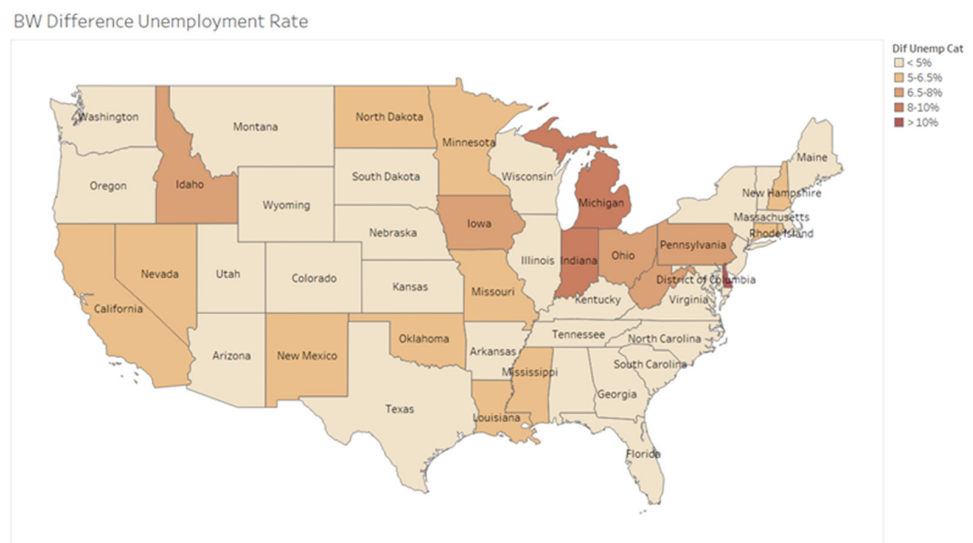 BW Difference Unemployment Rate
Dif Unemp Cat
< 5%
5-6.5%
6.5-8%
8-10%
> 10%
Washington
Montana
North Dakota
Minnesota
Maine
Oregon
Idaho
Wyoming
South Dakota
Wisconsin
Michigan
New Hampshire
Massachusetts
Rhode Island
Nebraska
Iowa
Illinois
Indiana
Ohio
Pennsylvania
Nevada
Utah
Colorado
Kansas
Missouri
Kentucky
District of Columbia
Virginia
California
Arizona
New Mexico
Oklahoma
Arkansas
Tennessee
North Carolina
South Carolina
Mississippi
Georgia
Texas
Louisiana
Florida